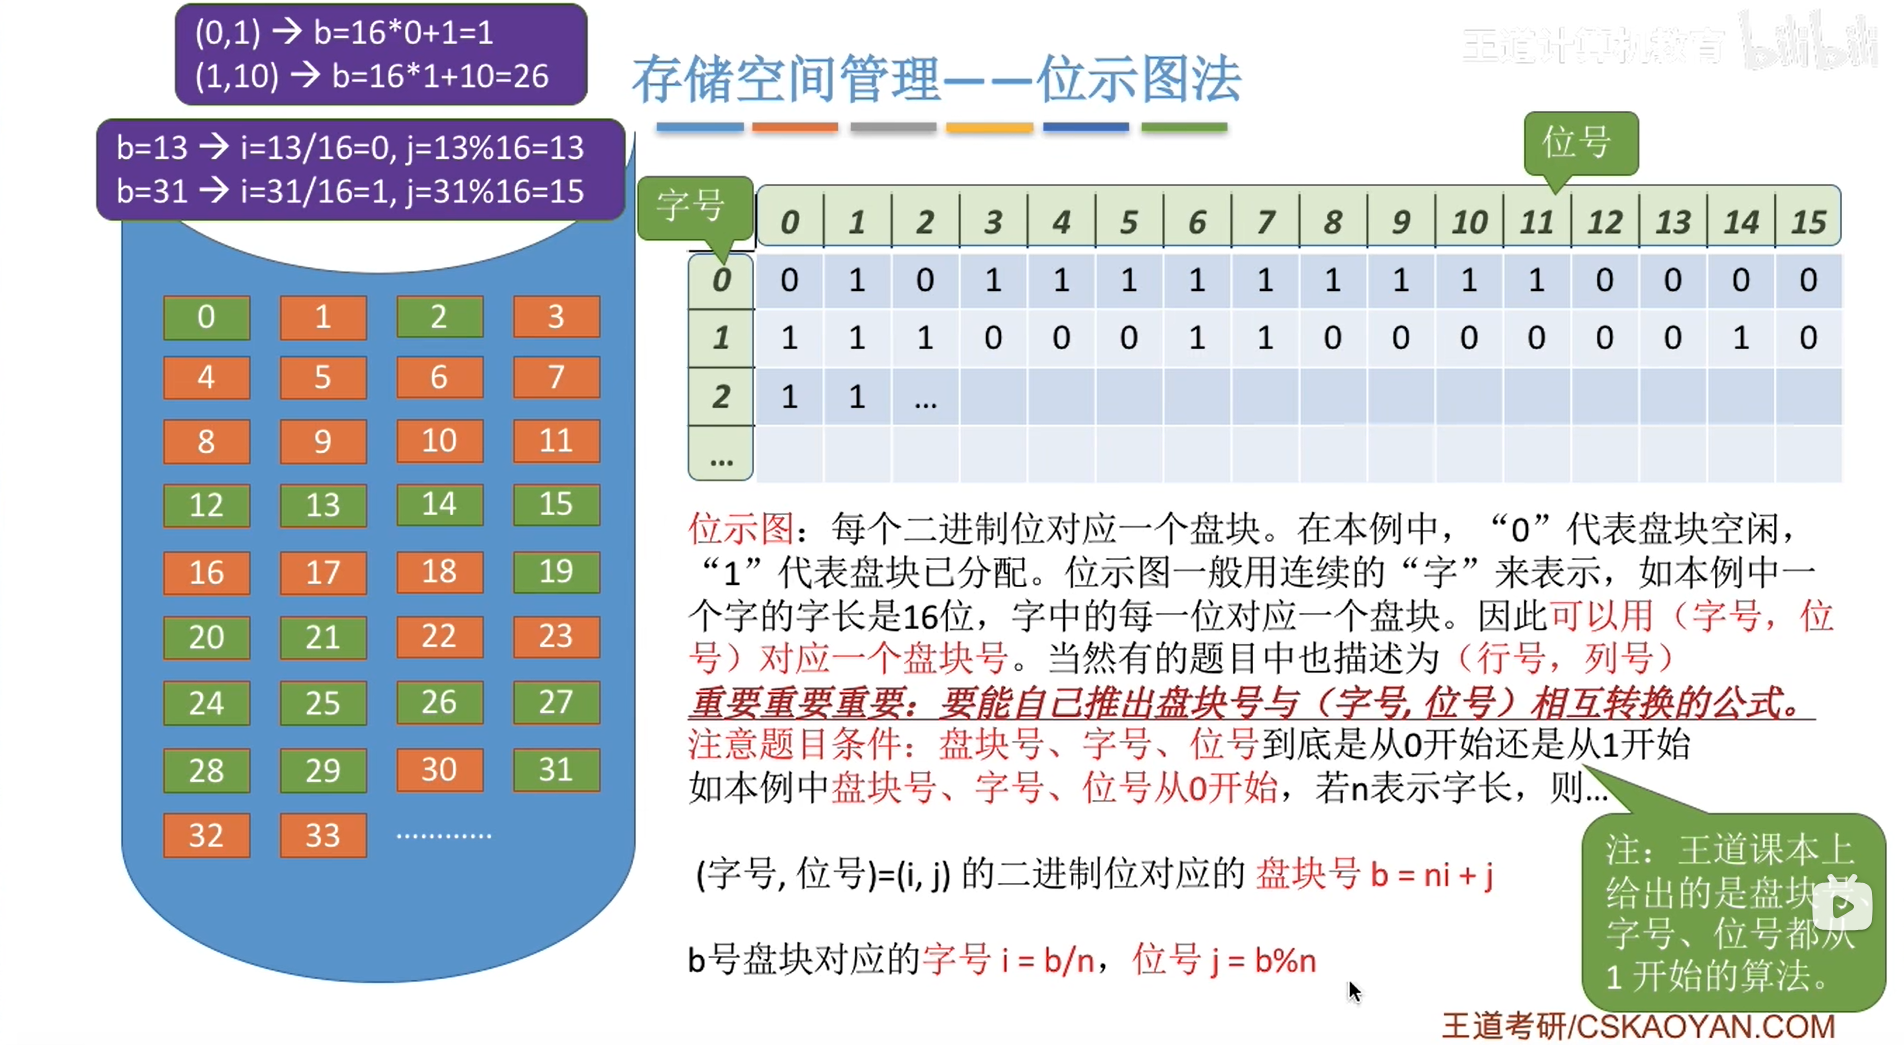 (0,1) → b=16*0+1=1
(1,10) → b=16*1+10=26
王道计算机教育 bilibili
存储空间管理——位示图法
b=13 → i=13/16=0, j=13%16=13
b=31 → i=31/16=1, j=31%16=15
位号
字号
0 1 2 3 4 5 6 7 8 9 10 11 12 13 14 15
0 0 1 0 1 1 1 1 1 1 1 1 1 0 0 0 0
1 1 1 1 0 0 0 1 1 0 0 0 0 0 0 1 0
2 1 1 ...
...
0 1 2 3
4 5 6 7
8 9 10 11
12 13 14 15
16 17 18 19
20 21 22 23
24 25 26 27
28 29 30 31
32 33 ............
位示图：每个二进制位对应一个盘块。在本例中，“0”代表盘块空闲，
“1”代表盘块已分配。位示图一般用连续的“字”来表示，如本例中一
个字的字长是16位，字中的每一位对应一个盘块。因此可以用（字号，位
号）对应一个盘块号。当然有的题目中也描述为（行号，列号）
重要重要重要：要能自己推出盘块号与（字号, 位号）相互转换的公式。
注意题目条件：盘块号、字号、位号到底是从0开始还是从1开始
如本例中盘块号、字号、位号从0开始，若n表示字长，则...
(字号, 位号)=(i, j) 的二进制位对应的 盘块号 b = ni + j
b号盘块对应的字号 i = b/n，位号 j = b%n
注：王道课本上
给出的是盘块号、
字号、位号都从
1 开始的算法。
王道考研/CSKAOYAN.COM